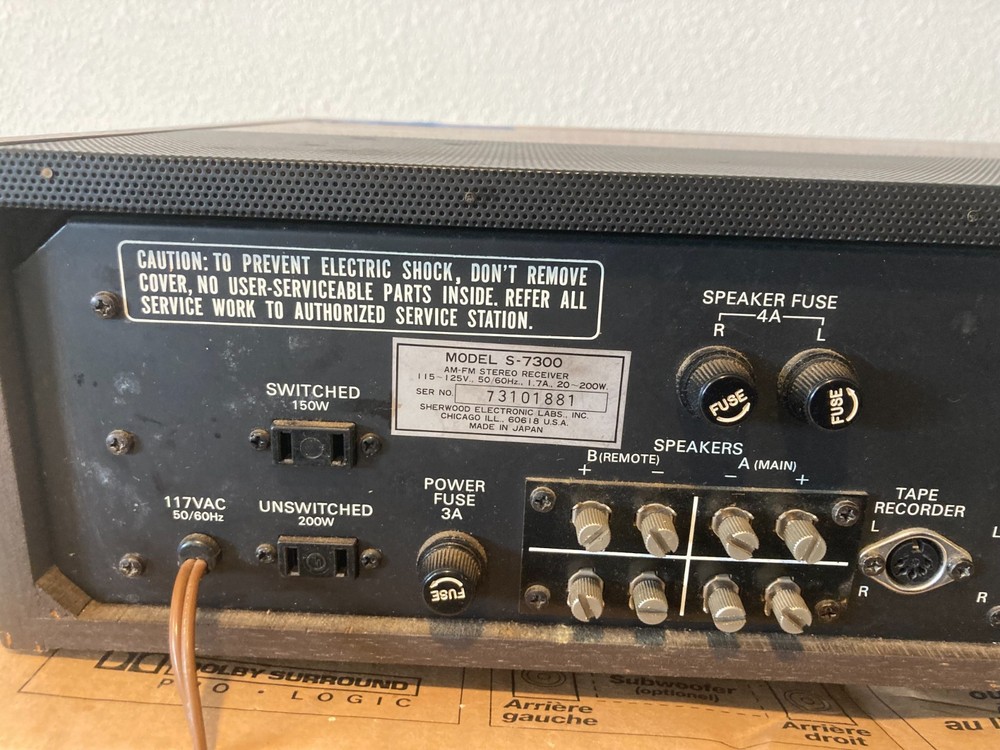 CAUTION: TO PREVENT ELECTRIC SHOCK, DON'T REMOVE
COVER, NO USER-SERVICEABLE PARTS INSIDE. REFER ALL
SERVICE WORK TO AUTHORIZED SERVICE STATION.
SPEAKER FUSE
4A
R
L
FUSE
FUSE
MODEL S-7300
AM-FM STEREO RECEIVER
115~125V., 50/60Hz., 1.7A, 20~200W.
SER NO. 73101881
SHERWOOD ELECTRONIC LABS., INC.
CHICAGO ILL., 60618 U.S.A.
MADE IN JAPAN
SWITCHED
150W
SPEAKERS
B (REMOTE)
A (MAIN)
+ − − +
117VAC
50/60Hz
UNSWITCHED
200W
POWER
FUSE
3A
FUSE
TAPE
RECORDER
L
R
L
R
DOLBY SURROUND
PRO · LOGIC
Subwoofer
(optionel)
Arrière
gauche
Arrière
droit
au